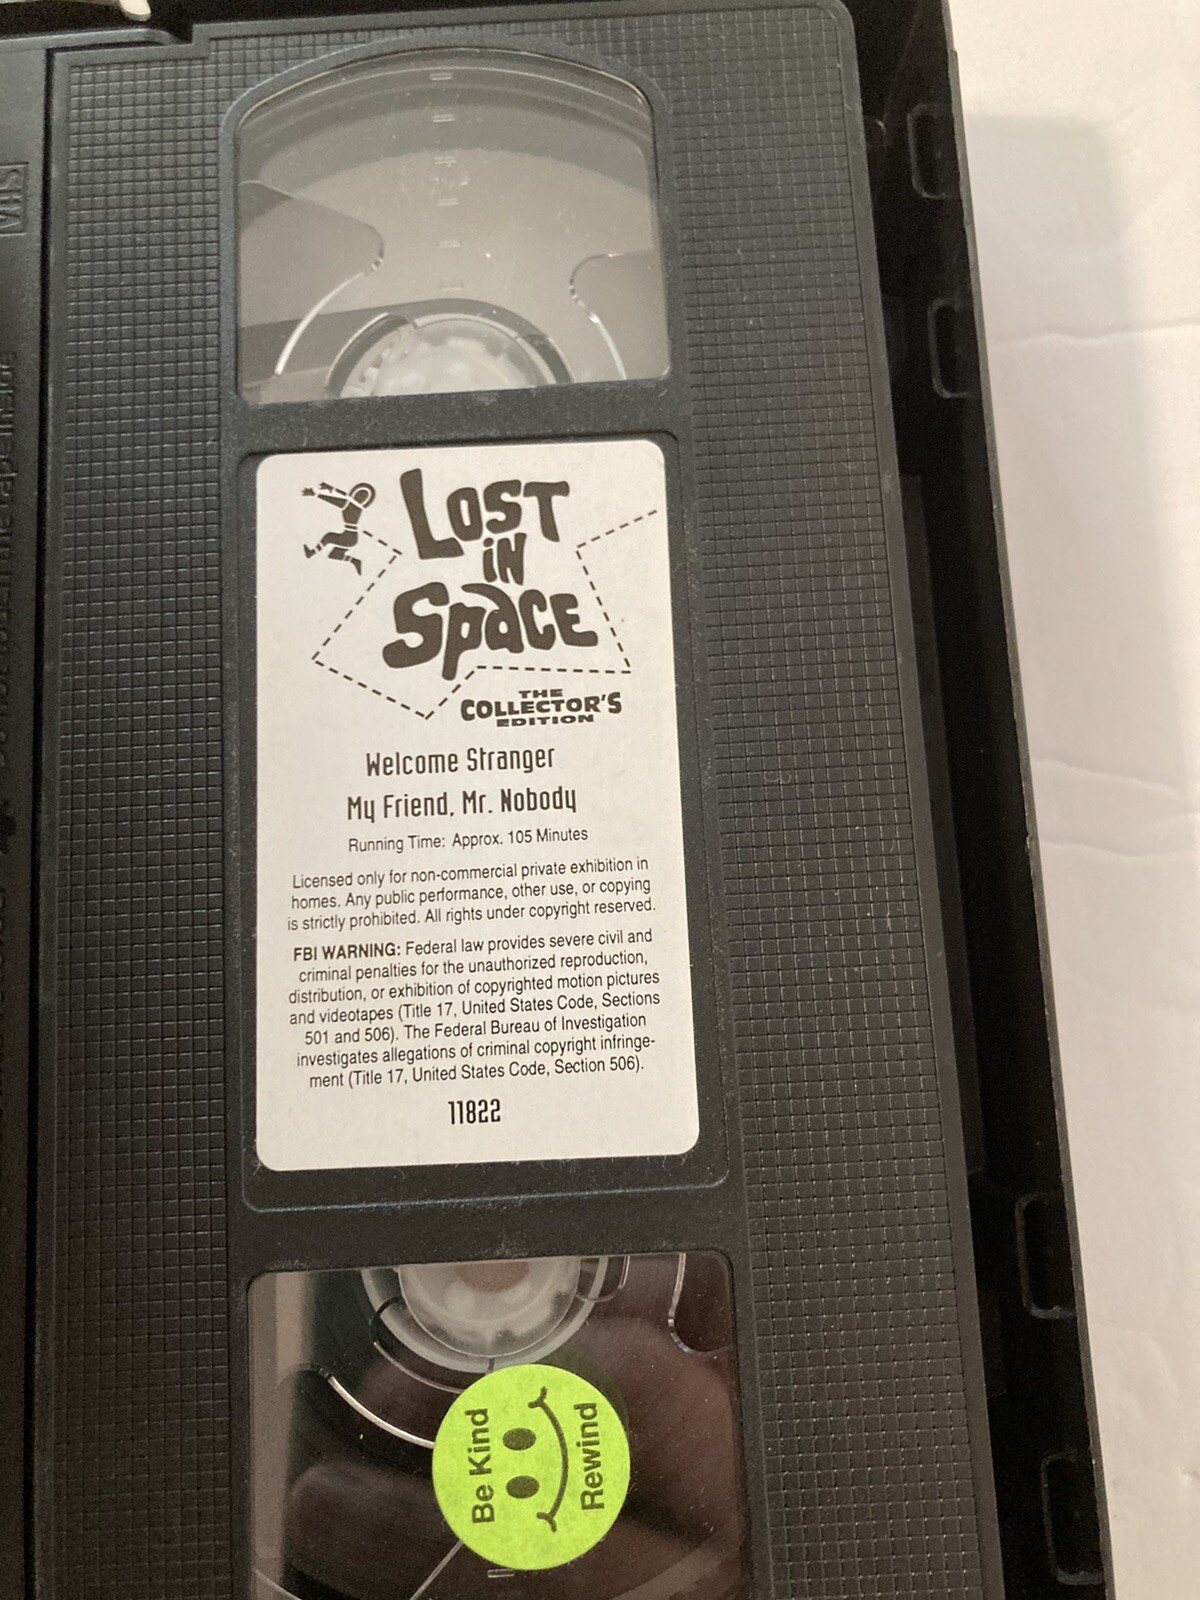 LOST
IN
SPACE
THE
COLLECTOR'S
EDITION
Welcome Stranger
My Friend, Mr. Nobody
Running Time: Approx. 105 Minutes
Licensed only for non-commercial private exhibition in
homes. Any public performance, other use, or copying
is strictly prohibited. All rights under copyright reserved.
FBI WARNING: Federal law provides severe civil and
criminal penalties for the unauthorized reproduction,
distribution, or exhibition of copyrighted motion pictures
and videotapes (Title 17, United States Code, Sections
501 and 506). The Federal Bureau of Investigation
investigates allegations of criminal copyright infringe-
ment (Title 17, United States Code, Section 506).
11822
Be Kind
Rewind